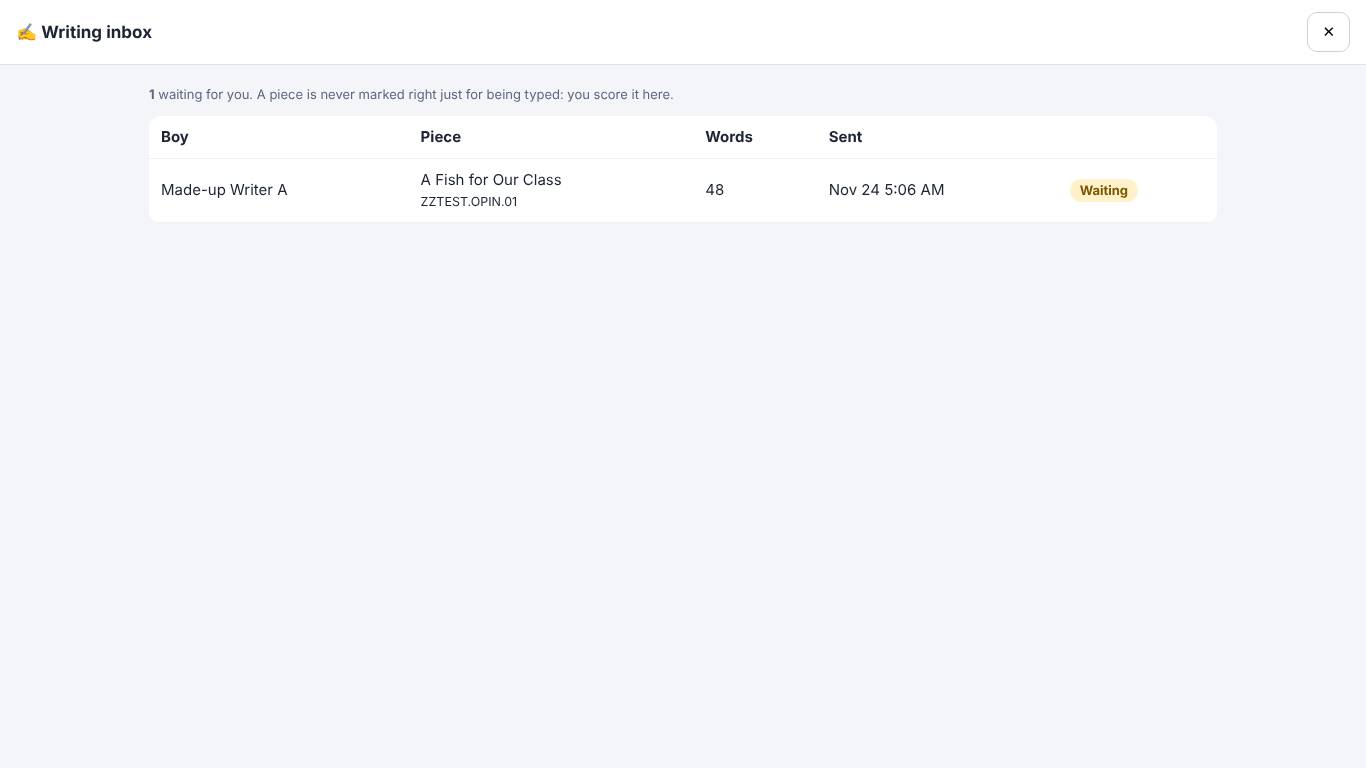 ✍️ Writing inbox
✕
1 waiting for you. A piece is never marked right just for being typed: you score it here.
Boy Piece Words Sent
Made-up Writer A A Fish for Our Class 48 Nov 24 5:06 AM Waiting
ZZTEST.OPIN.01